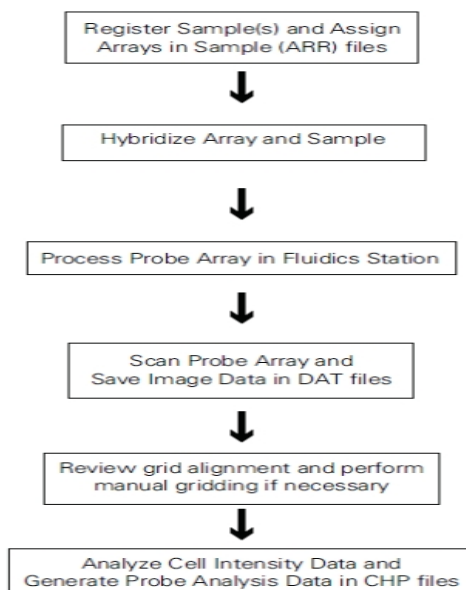 Register Sample(s) and Assign
Arrays in Sample (ARR) files
Hybridize Array and Sample
Process Probe Array in Fluidics Station
Scan Probe Array and
Save Image Data in DAT files
Review grid alignment and perform
manual gridding if necessary
Analyze Cell Intensity Data and
Generate Probe Analysis Data in CHP files